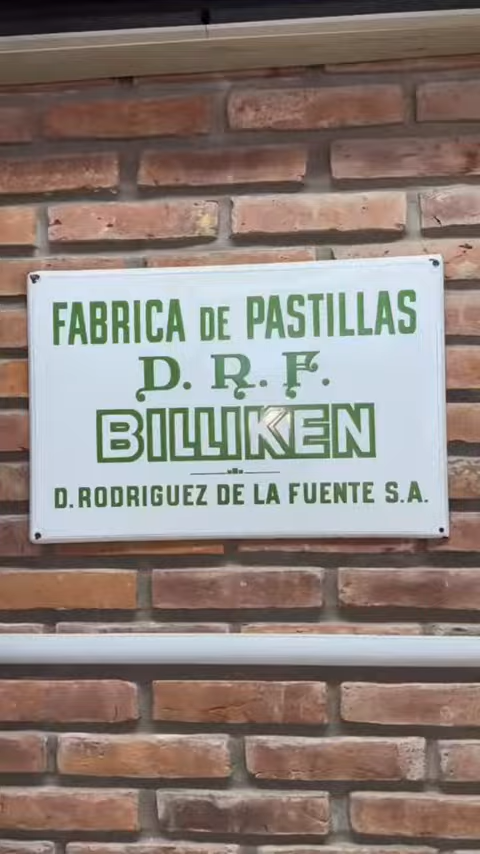 FABRICA DE PASTILLAS
D. R. F.
BILLIKEN
D. RODRIGUEZ DE LA FUENTE S.A.